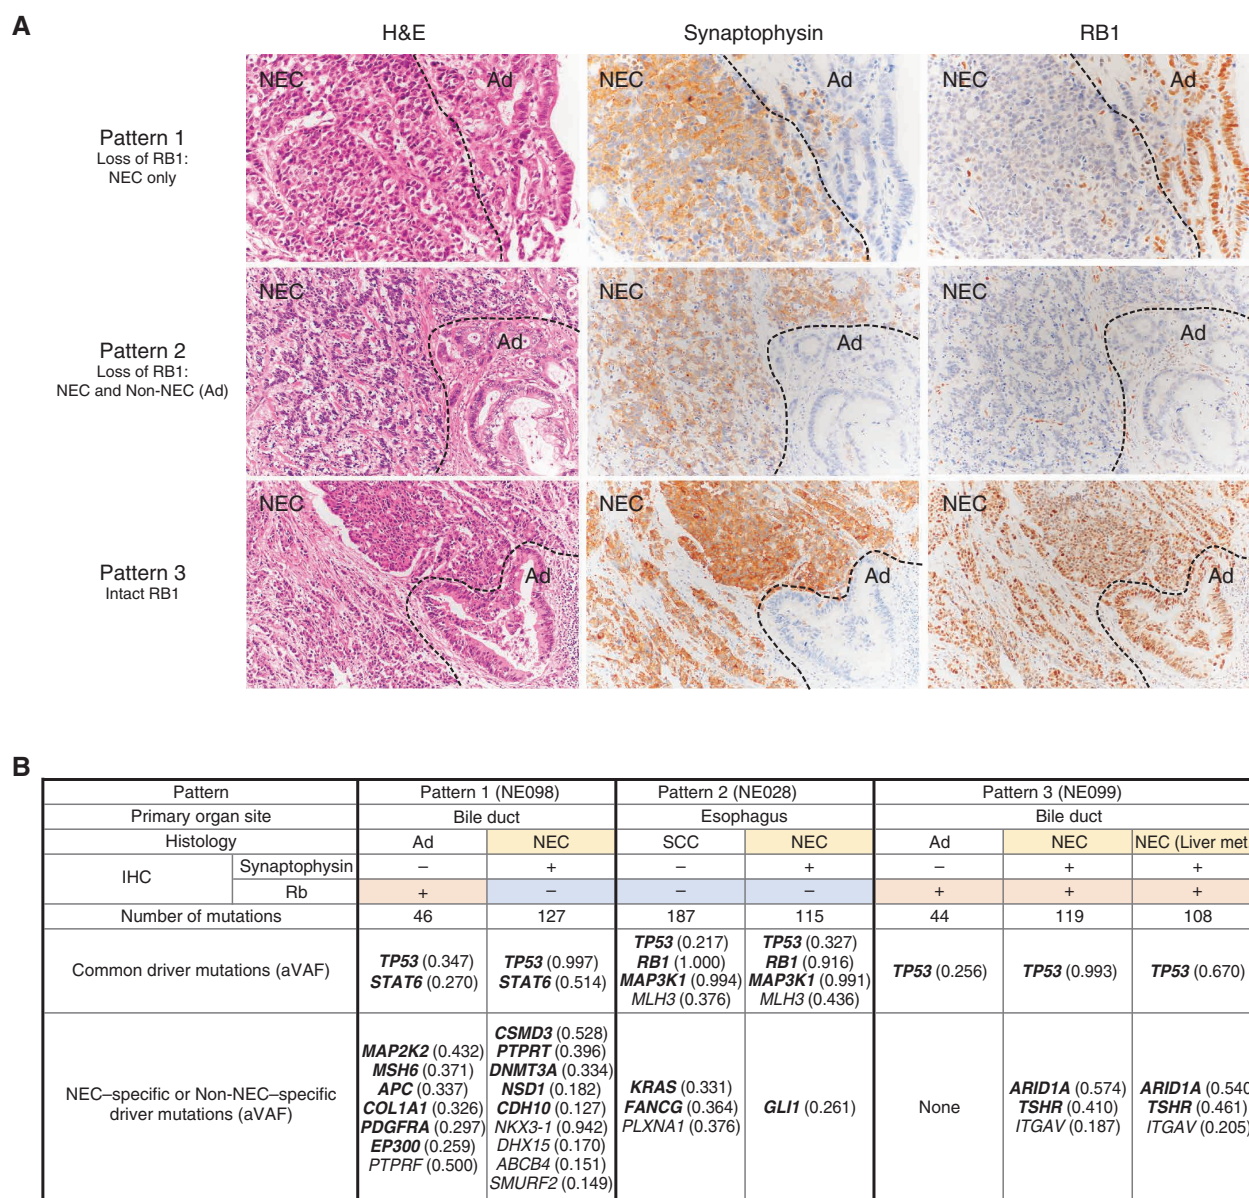 A
H&E
Synaptophysin
RB1
Pattern 1
Loss of RB1:
NEC only
NEC
Ad
NEC
Ad
NEC
Ad
Pattern 2
Loss of RB1:
NEC and Non-NEC (Ad)
NEC
Ad
NEC
Ad
NEC
Ad
Pattern 3
Intact RB1
NEC
Ad
NEC
Ad
NEC
Ad
B
Pattern
Pattern 1 (NE098)
Pattern 2 (NE028)
Pattern 3 (NE099)
Primary organ site
Bile duct
Esophagus
Bile duct
Histology
Ad
NEC
SCC
NEC
Ad
NEC
NEC (Liver met
IHC
Synaptophysin
–
+
–
+
–
+
+
Rb
+
–
–
–
+
+
+
Number of mutations
46
127
187
115
44
119
108
Common driver mutations (aVAF)
TP53 (0.347)
STAT6 (0.270)
TP53 (0.997)
STAT6 (0.514)
TP53 (0.217)
RB1 (1.000)
MAP3K1 (0.994)
MLH3 (0.376)
TP53 (0.327)
RB1 (0.916)
MAP3K1 (0.991)
MLH3 (0.436)
TP53 (0.256)
TP53 (0.993)
TP53 (0.670)
NEC–specific or Non-NEC–specific
driver mutations (aVAF)
MAP2K2 (0.432)
MSH6 (0.371)
APC (0.337)
COL1A1 (0.326)
PDGFRA (0.297)
EP300 (0.259)
PTPRF (0.500)
CSMD3 (0.528)
PTPRT (0.396)
DNMT3A (0.334)
NSD1 (0.182)
CDH10 (0.127)
NKX3-1 (0.942)
DHX15 (0.170)
ABCB4 (0.151)
SMURF2 (0.149)
KRAS (0.331)
FANCG (0.364)
PLXNA1 (0.376)
GLI1 (0.261)
None
ARID1A (0.574)
TSHR (0.410)
ITGAV (0.187)
ARID1A (0.540
TSHR (0.461)
ITGAV (0.205)